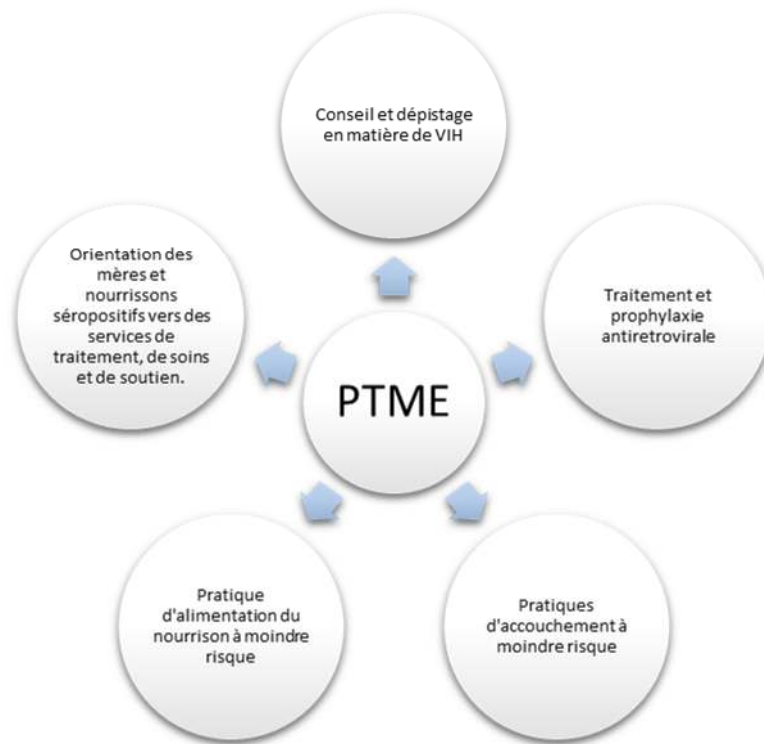 Conseil et dépistage
en matière de VIH
Orientation des
mères et
nourrissons
séropositifs vers des
services de
traitement, de soins
et de soutien.
Traitement et
prophylaxie
antiretrovirale
PTME
Pratique
d'alimentation du
nourrison à moindre
risque
Pratiques
d'accouchement à
moindre risque